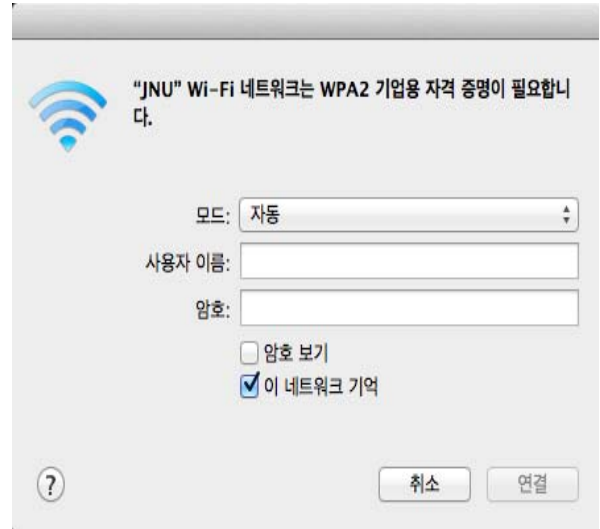 “JNU” Wi-Fi 네트워크는 WPA2 기업용 자격 증명이 필요합니
다.
모드: 자동
사용자 이름:
암호:
암호 보기
이 네트워크 기억
? 취소 연결